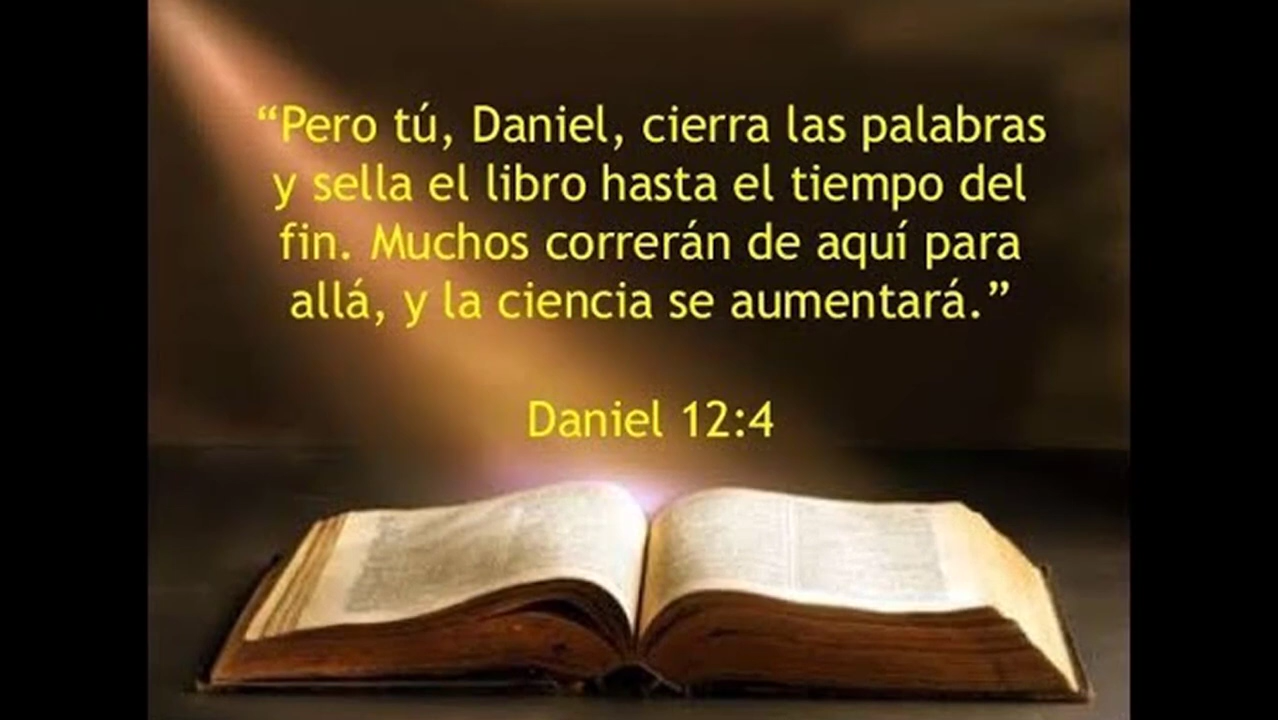 “Pero tú, Daniel, cierra las palabras
y sella el libro hasta el tiempo del
fin. Muchos correrán de aquí para
allá, y la ciencia se aumentará.”
Daniel 12:4